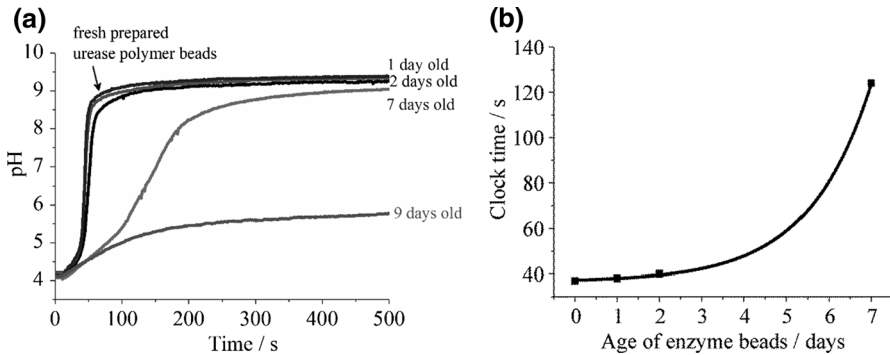 (a)
fresh prepared
urease polymer beads
10
9
8
7
6
5
4
pH
1 day old
2 days old
7 days old
9 days old
0 100 200 300 400 500
Time / s
(b)
140
120
100
80
60
40
Clock time / s
0 1 2 3 4 5 6 7
Age of enzyme beads / days